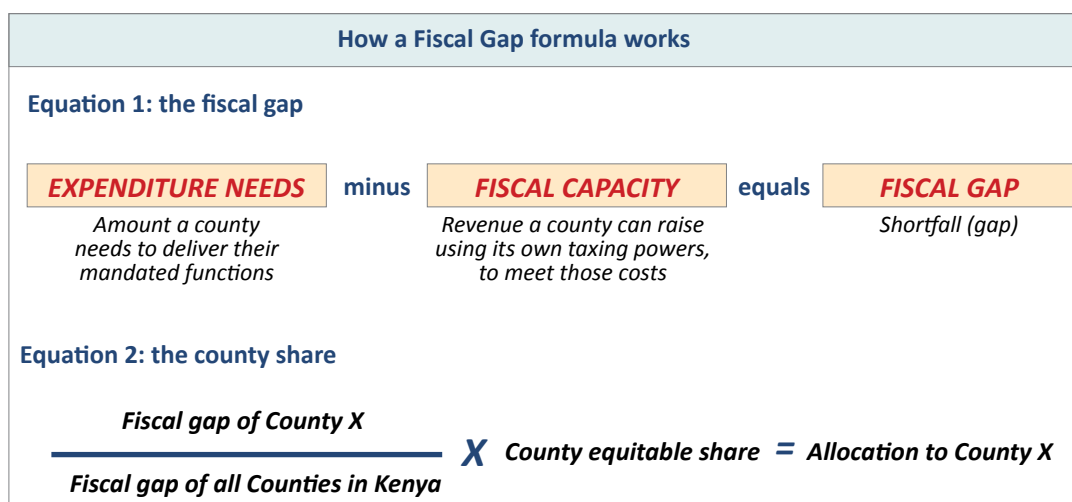 How a Fiscal Gap formula works
Equation 1: the fiscal gap
EXPENDITURE NEEDS minus FISCAL CAPACITY equals FISCAL GAP
Amount a county
needs to deliver their
mandated functions
Revenue a county can raise
using its own taxing powers,
to meet those costs
Shortfall (gap)
Equation 2: the county share
Fiscal gap of County X
Fiscal gap of all Counties in Kenya
X County equitable share = Allocation to County X